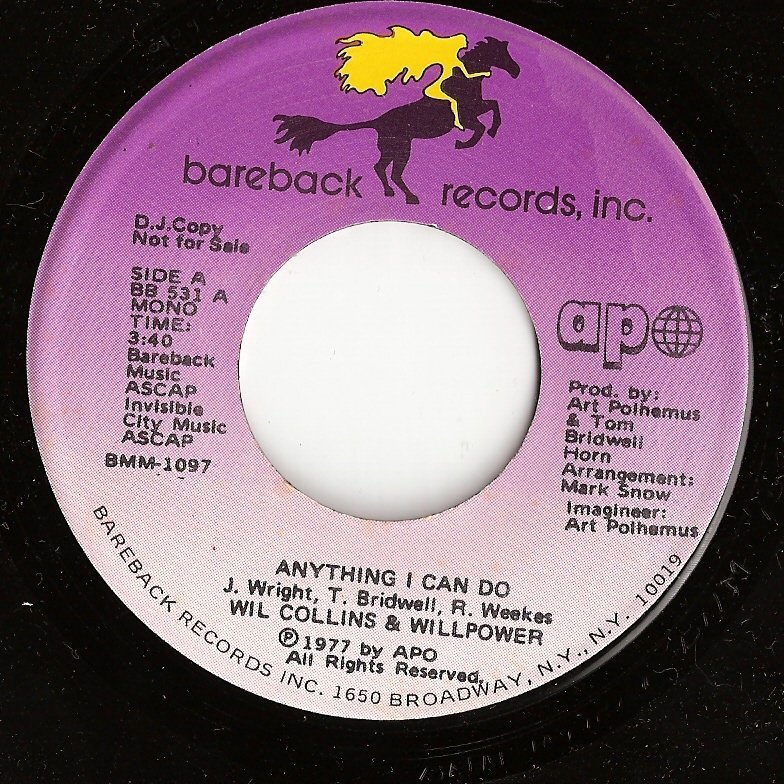 bareback records, inc.
D.J.Copy
Not for Sale
SIDE A
BB 531 A
MONO
TIME:
3:40
Bareback
Music
ASCAP
Invisible
City Music
ASCAP
BMM-1097
apo
Prod. by:
Art Polhemus
& Tom
Bridwell
Horn
Arrangement:
Mark Snow
Imagineer:
Art Polhemus
ANYTHING I CAN DO
J. Wright, T. Bridwell, R. Weekes
WIL COLLINS & WILLPOWER
Ⓟ1977 by APO
All Rights Reserved.
BAREBACK RECORDS INC. 1650 BROADWAY, N.Y., N.Y. 10019